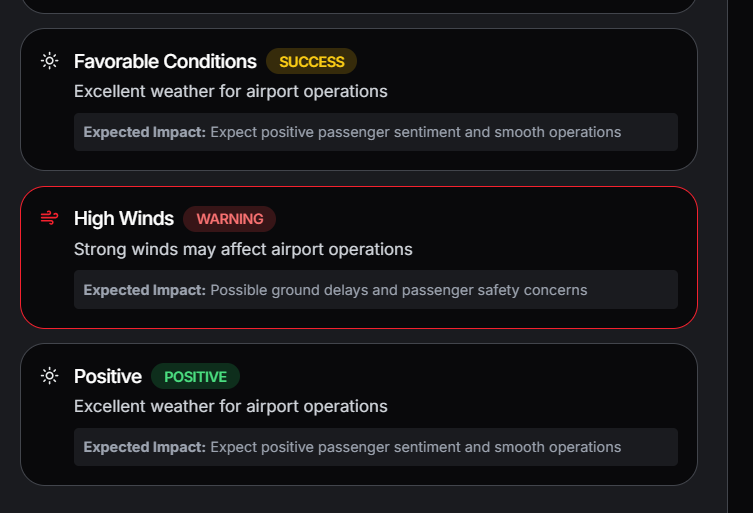 Favorable Conditions SUCCESS
Excellent weather for airport operations
Expected Impact: Expect positive passenger sentiment and smooth operations
High Winds WARNING
Strong winds may affect airport operations
Expected Impact: Possible ground delays and passenger safety concerns
Positive POSITIVE
Excellent weather for airport operations
Expected Impact: Expect positive passenger sentiment and smooth operations